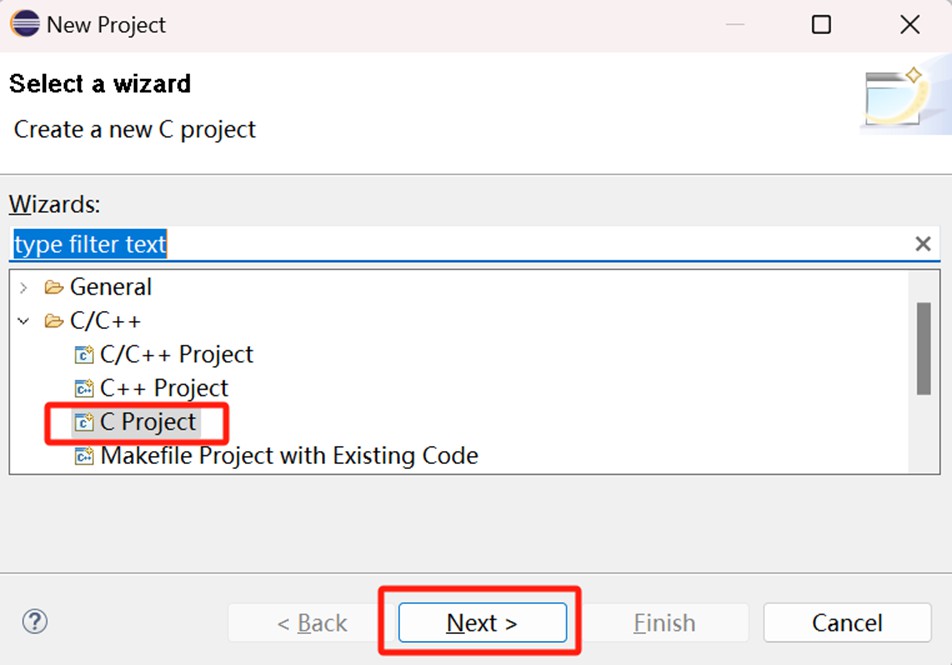 New Project
Select a wizard
Create a new C project
Wizards:
type filter text
General
C/C++
C/C++ Project
C++ Project
C Project
Makefile Project with Existing Code
< Back Next > Finish Cancel